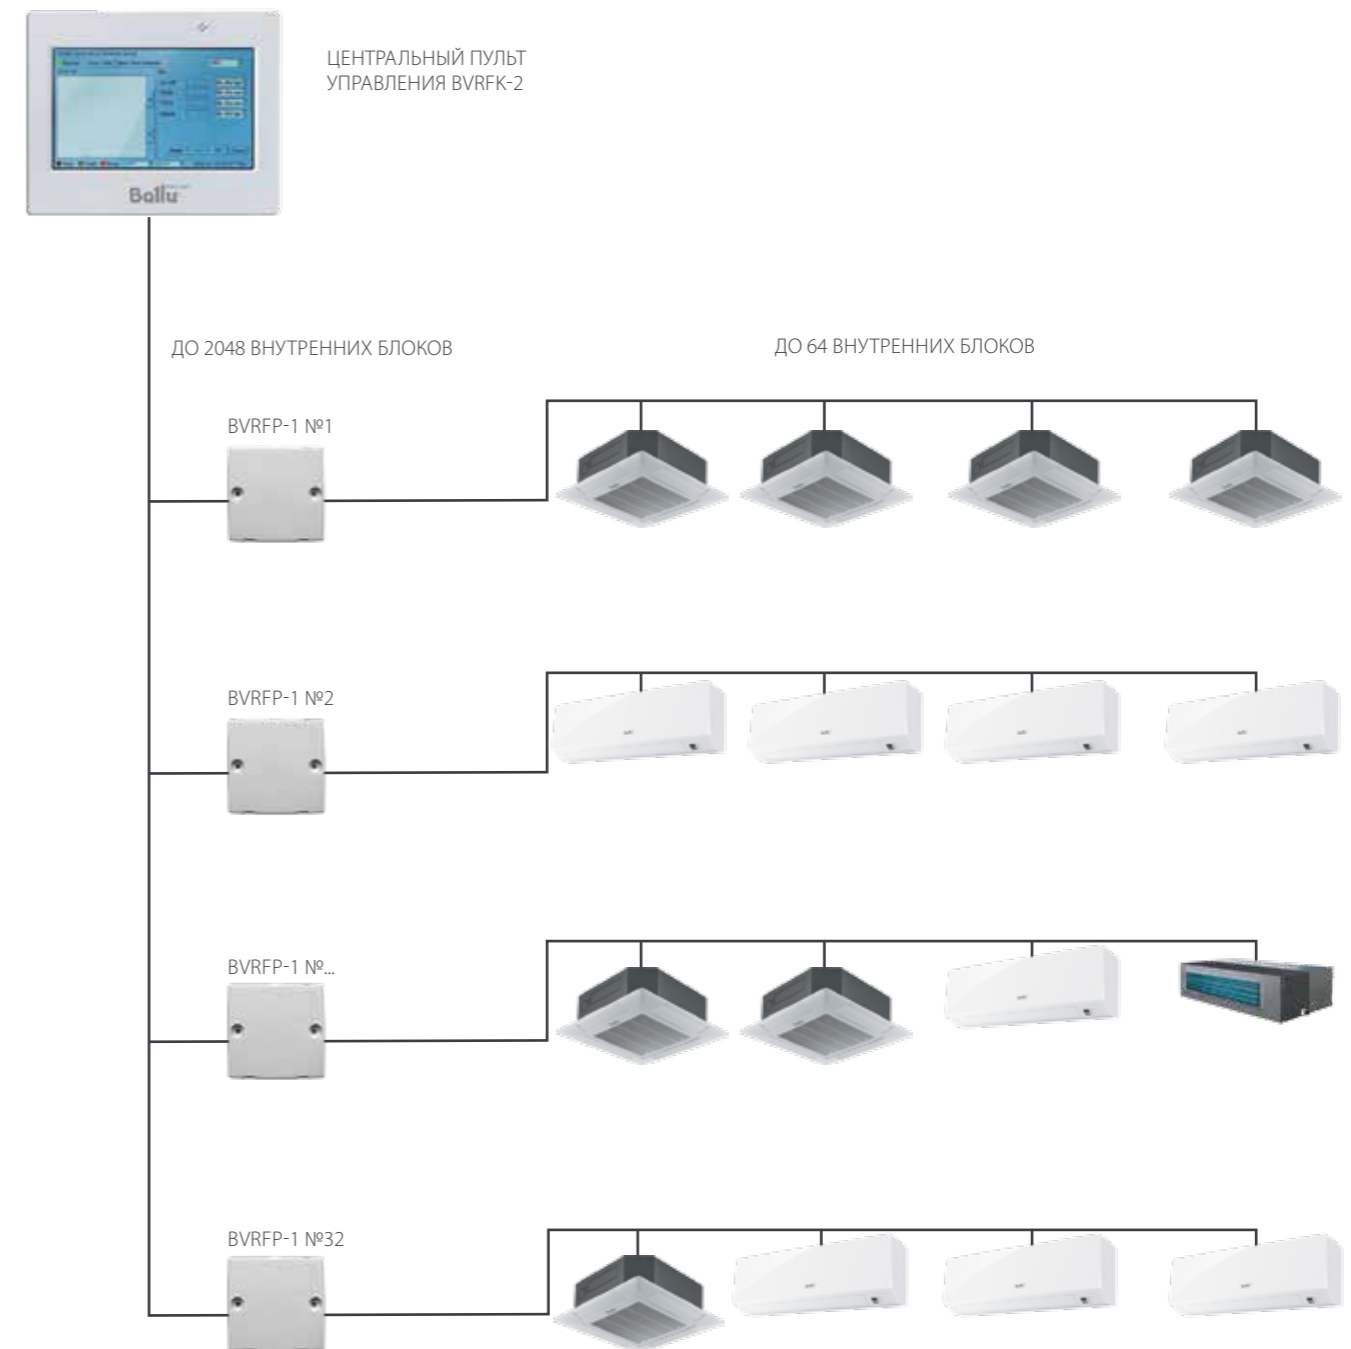 ЦЕНТРАЛЬНЫЙ ПУЛЬТ
УПРАВЛЕНИЯ BVRFK-2
Ballu
ДО 2048 ВНУТРЕННИХ БЛОКОВ
ДО 64 ВНУТРЕННИХ БЛОКОВ
BVRFP-1 №1
BVRFP-1 №2
BVRFP-1 №...
BVRFP-1 №32